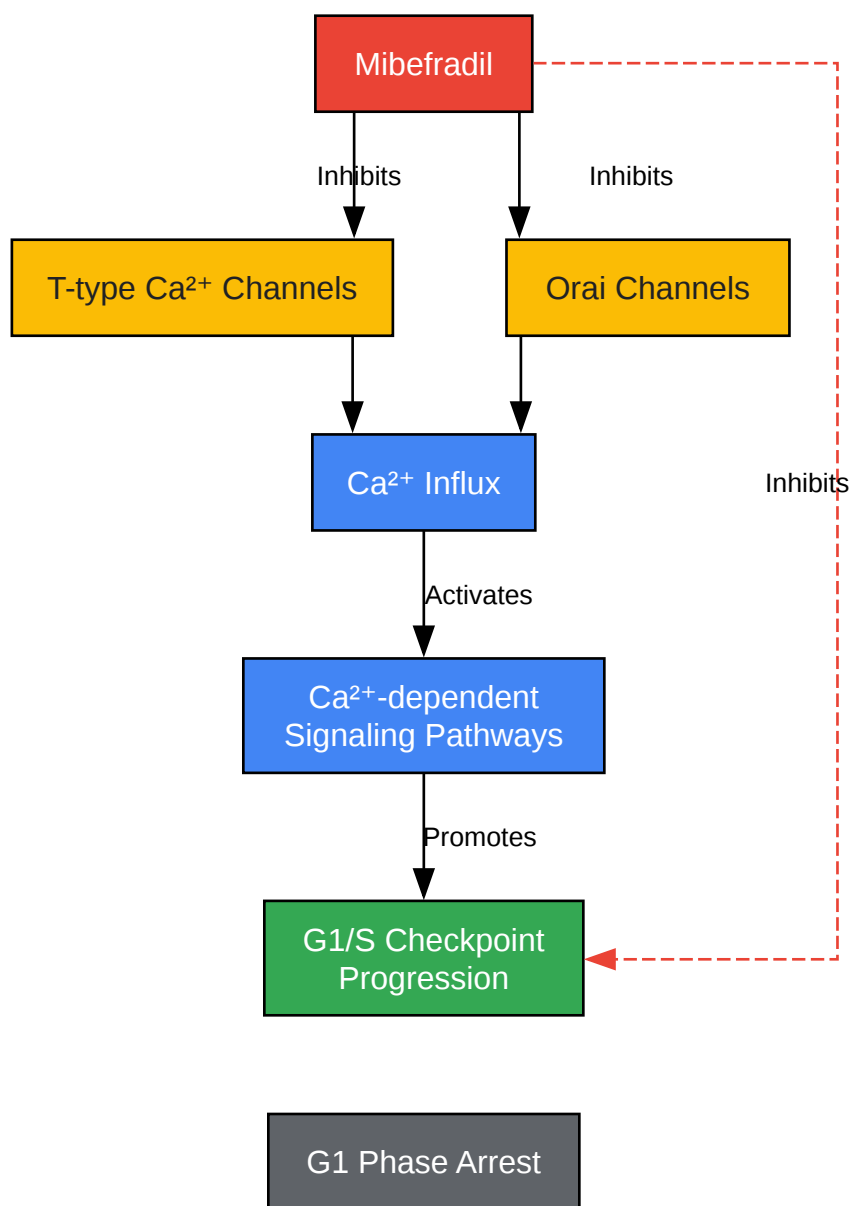 Mibefradil
Inhibits
Inhibits
T-type Ca²⁺ Channels
Orai Channels
Ca²⁺ Influx
Inhibits
Activates
Ca²⁺-dependent
Signaling Pathways
Promotes
G1/S Checkpoint
Progression
G1 Phase Arrest